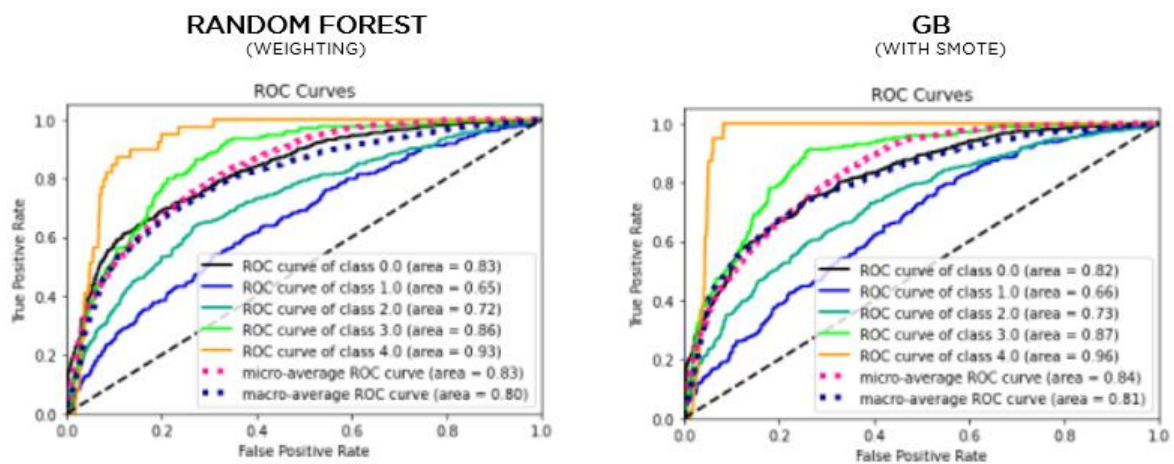 RANDOM FOREST
(WEIGHTING)
ROC Curves
1.0
0.8
0.6
0.4
0.2
0.0
True Positive Rate
ROC curve of class 0.0 (area = 0.83)
ROC curve of class 1.0 (area = 0.65)
ROC curve of class 2.0 (area = 0.72)
ROC curve of class 3.0 (area = 0.86)
ROC curve of class 4.0 (area = 0.93)
micro-average ROC curve (area = 0.83)
macro-average ROC curve (area = 0.80)
0.0 0.2 0.4 0.6 0.8 1.0
False Positive Rate
GB
(WITH SMOTE)
ROC Curves
1.0
0.8
0.6
0.4
0.2
0.0
True Positive Rate
ROC curve of class 0.0 (area = 0.82)
ROC curve of class 1.0 (area = 0.66)
ROC curve of class 2.0 (area = 0.73)
ROC curve of class 3.0 (area = 0.87)
ROC curve of class 4.0 (area = 0.96)
micro-average ROC curve (area = 0.84)
macro-average ROC curve (area = 0.81)
0.0 0.2 0.4 0.6 0.8 1.0
False Positive Rate